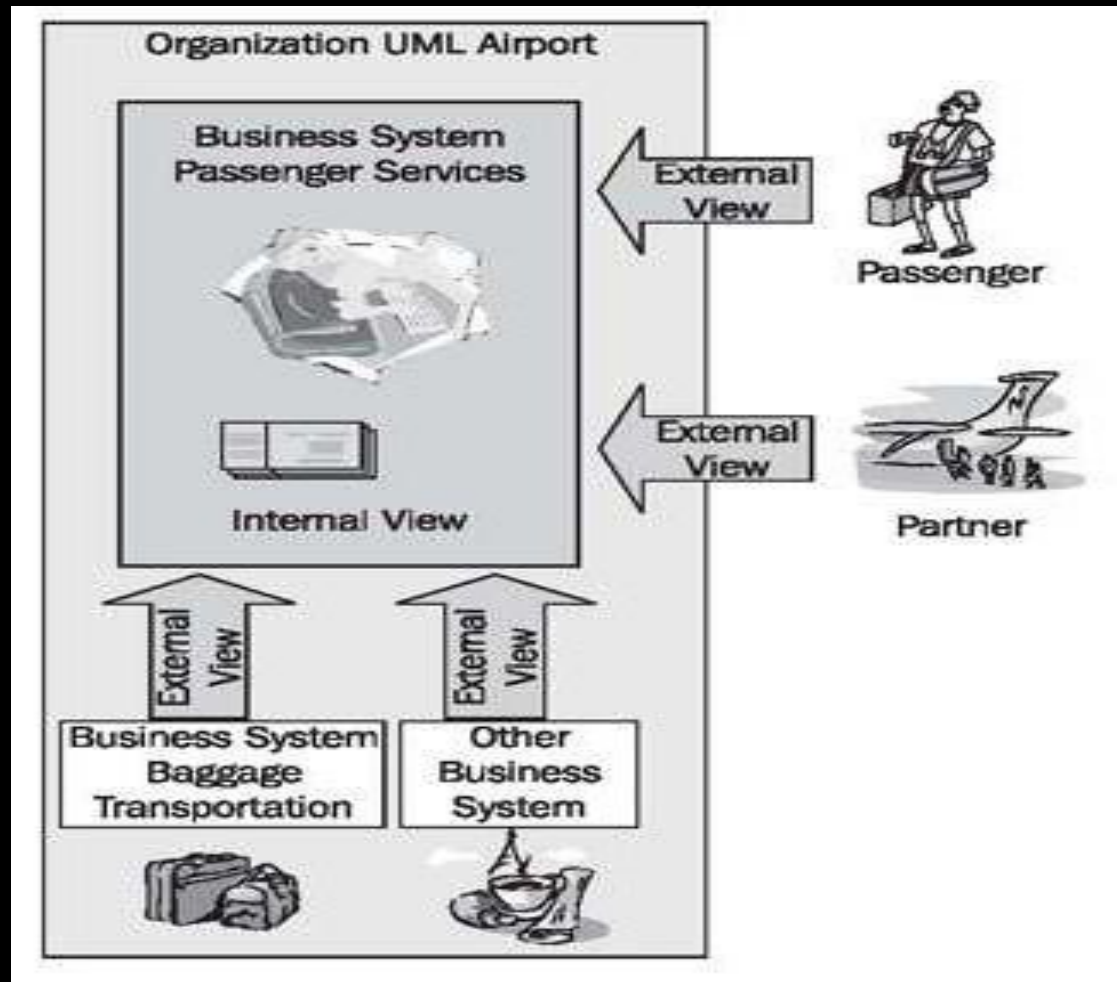 Organization UML Airport
Business System
Passenger Services
External
View
Passenger
External
View
Partner
Internal View
External
View
External
View
Business System
Baggage
Transportation
Other
Business
System